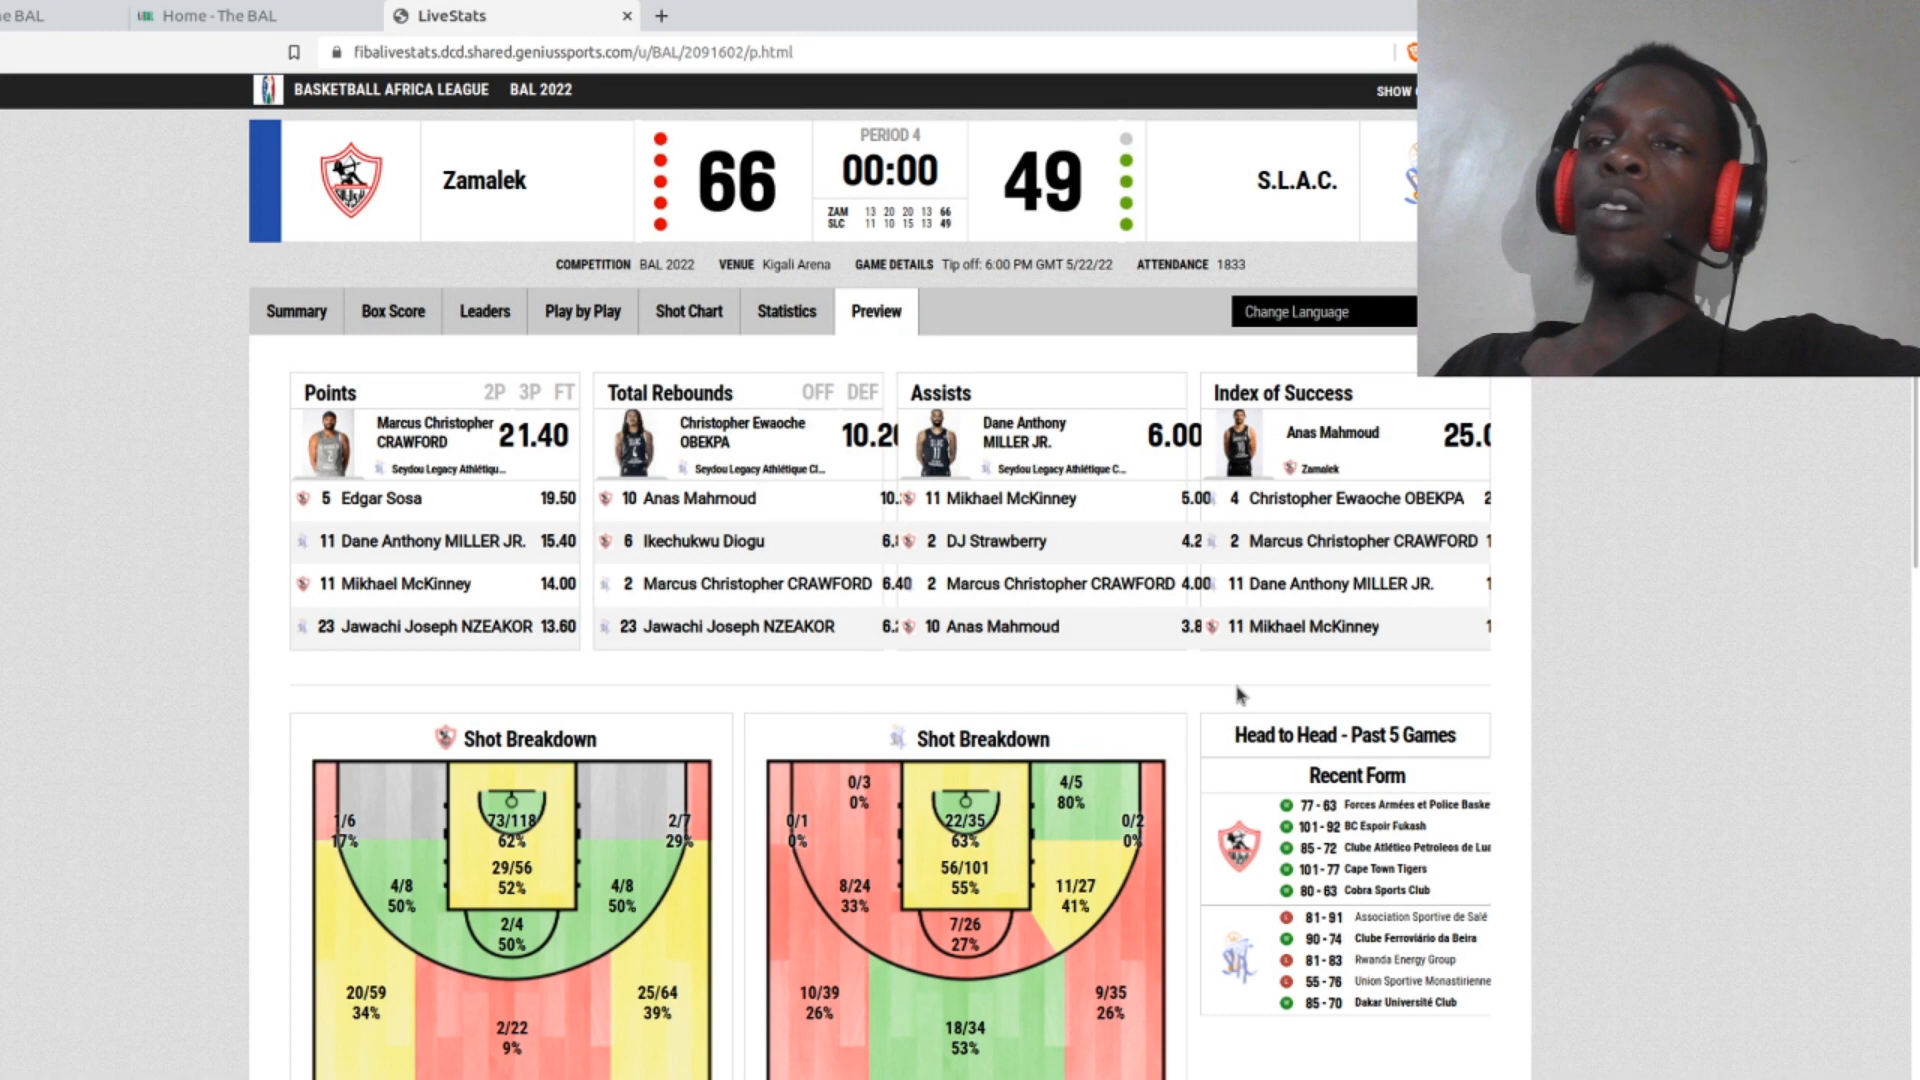 e BAL
Home - The BAL
LiveStats
fibalivestats.dcd.shared.geniussports.com/u/BAL/2091602/p.html
BASKETBALL AFRICA LEAGUE BAL 2022
SHOW
Zamalek
66
PERIOD 4
00:00
ZAM 13 20 20 13 66
SLC 11 10 15 13 49
49
S.L.A.C.
COMPETITION BAL 2022 VENUE Kigali Arena GAME DETAILS Tip off: 6:00 PM GMT 5/22/22 ATTENDANCE 1833
Summary Box Score Leaders Play by Play Shot Chart Statistics Preview
Change Language
Points 2P 3P FT
Marcus Christopher
CRAWFORD
21.40
Seydou Legacy Athlétiqu...
5 Edgar Sosa 19.50
11 Dane Anthony MILLER JR. 15.40
11 Mikhael McKinney 14.00
23 Jawachi Joseph NZEAKOR 13.60
Total Rebounds OFF DEF
Christopher Ewaoche
OBEKPA
10.20
Seydou Legacy Athlétique Cl...
10 Anas Mahmoud 10.
6 Ikechukwu Diogu 6.
2 Marcus Christopher CRAWFORD 6.40
23 Jawachi Joseph NZEAKOR 6.
Assists
Dane Anthony
MILLER JR.
6.00
Seydou Legacy Athlétique C...
11 Mikhael McKinney 5.00
2 DJ Strawberry 4.2
2 Marcus Christopher CRAWFORD 4.00
10 Anas Mahmoud 3.8
Index of Success
Anas Mahmoud
25.0
Zamalek
4 Christopher Ewaoche OBEKPA 2
2 Marcus Christopher CRAWFORD 1
11 Dane Anthony MILLER JR. 1
11 Mikhael McKinney 1
Shot Breakdown
1/6
17%
73/118
62%
2/7
29%
29/56
52%
4/8
50%
4/8
50%
2/4
50%
20/59
34%
25/64
39%
2/22
9%
Shot Breakdown
0/3
0%
4/5
80%
0/1
0%
22/35
63%
0/2
0%
56/101
55%
8/24
33%
11/27
41%
7/26
27%
10/39
26%
9/35
26%
18/34
53%
Head to Head - Past 5 Games
Recent Form
77 - 63 Forces Armées et Police Baske
101 - 92 BC Espoir Fukash
85 - 72 Clube Atlético Petroleos de Lua
101 - 77 Cape Town Tigers
80 - 63 Cobra Sports Club
81 - 91 Association Sportive de Salé
90 - 74 Clube Ferroviário da Beira
81 - 83 Rwanda Energy Group
55 - 76 Union Sportive Monastirienne
85 - 70 Dakar Université Club